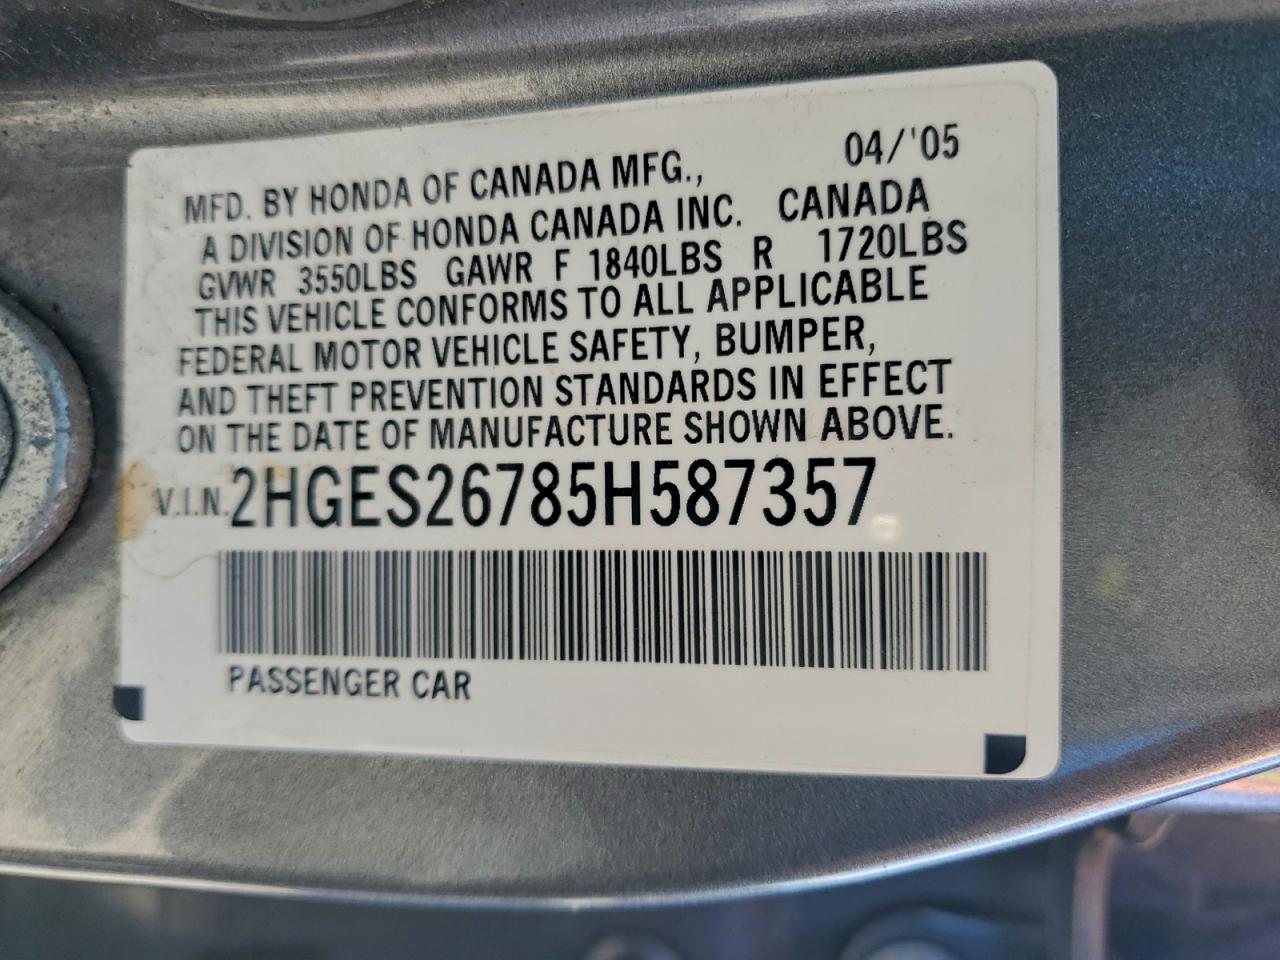 04/'05
MFD. BY HONDA OF CANADA MFG.,
A DIVISION OF HONDA CANADA INC. CANADA
GVWR 3550LBS GAWR F 1840LBS R 1720LBS
THIS VEHICLE CONFORMS TO ALL APPLICABLE
FEDERAL MOTOR VEHICLE SAFETY, BUMPER,
AND THEFT PREVENTION STANDARDS IN EFFECT
ON THE DATE OF MANUFACTURE SHOWN ABOVE.
V.I.N. 2HGES26785H587357
PASSENGER CAR